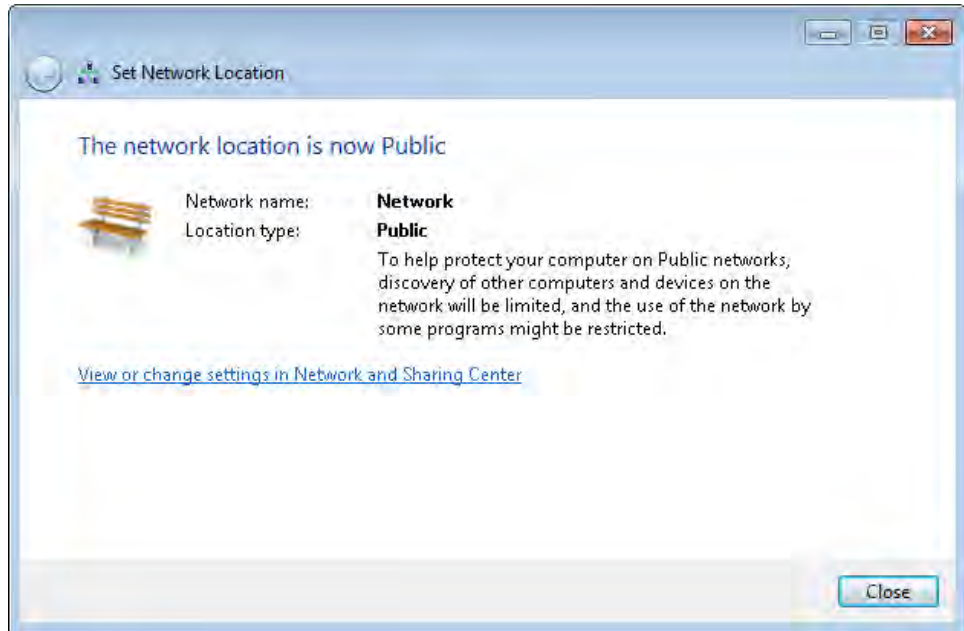 Set Network Location
The network location is now Public
Network name: Network
Location type: Public
To help protect your computer on Public networks,
discovery of other computers and devices on the
network will be limited, and the use of the network by
some programs might be restricted.
View or change settings in Network and Sharing Center
Close